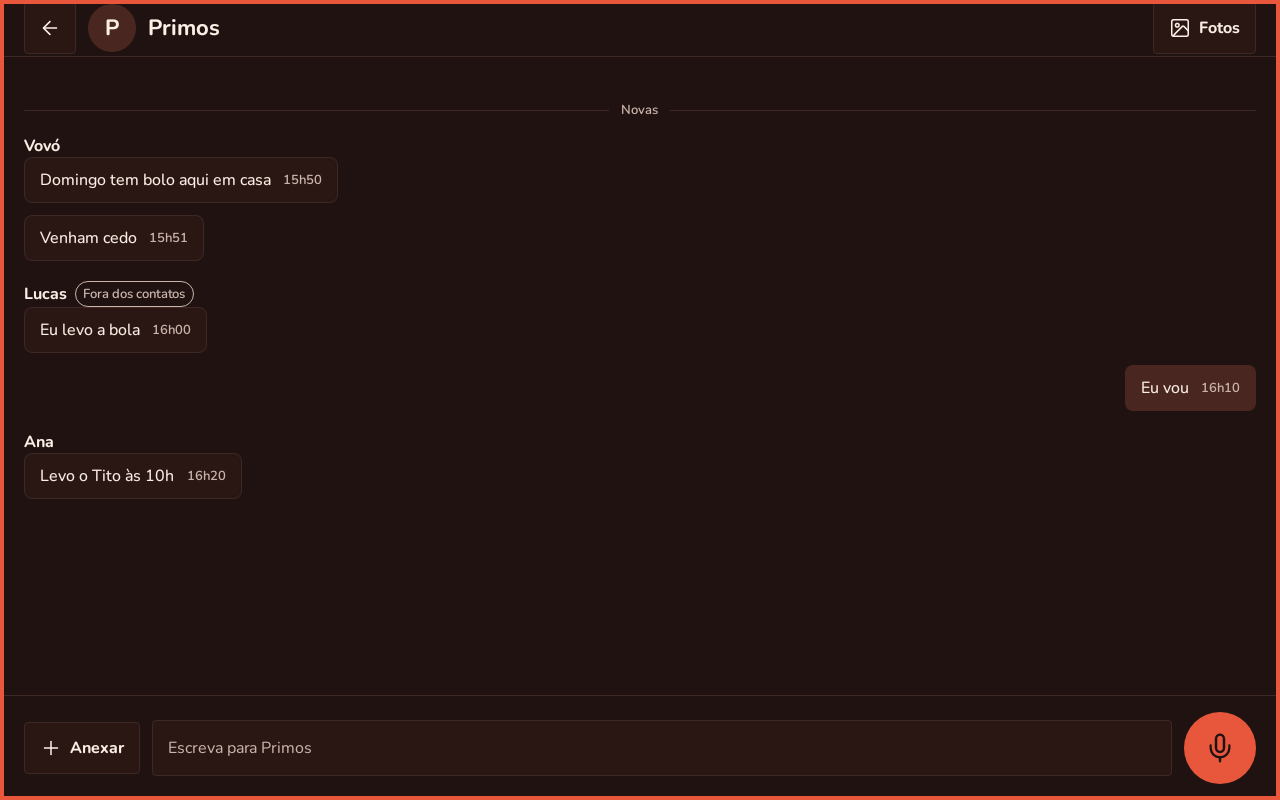 P Primos Fotos
Novas
Vovó
Domingo tem bolo aqui em casa 15h50
Venham cedo 15h51
Lucas Fora dos contatos
Eu levo a bola 16h00
Eu vou 16h10
Ana
Levo o Tito às 10h 16h20
Anexar Escreva para Primos